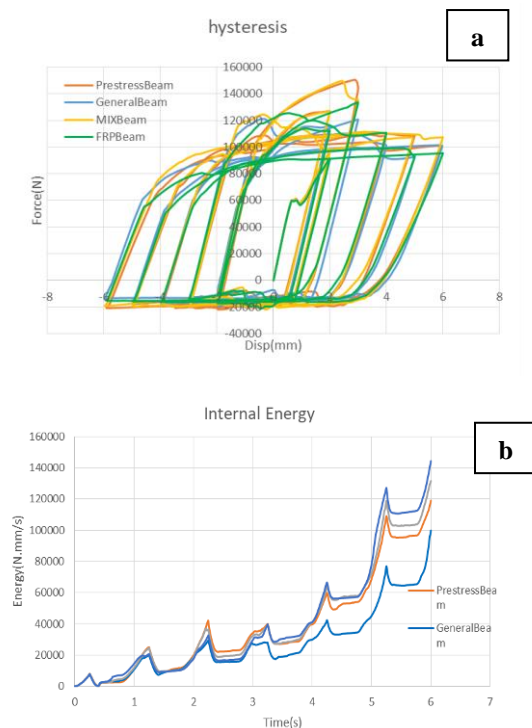 hysteresis
a
160000
PrestressBeam
140000
GeneralBeam
120000
MIXBeam
100000
FRPBeam
80000
60000
40000
20000
0
-8 -6 -4 -2 0 2 4 6 8
-20000
-40000
Force(N)
Disp(mm)
Internal Energy
b
160000
140000
120000
100000
80000
60000
40000
20000
0
0 1 2 3 4 5 6 7
Energy(N.mm/s)
Time(s)
PrestressBea
m
GeneralBea
m